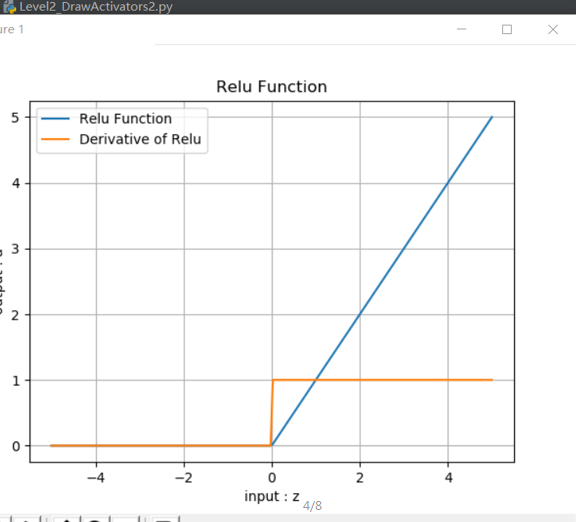 Level2_DrawActivators2.py
ure 1
Relu Function
Relu Function
Derivative of Relu
5
4
3
2
1
0
−4 −2 0 2 4
input : z
4/8